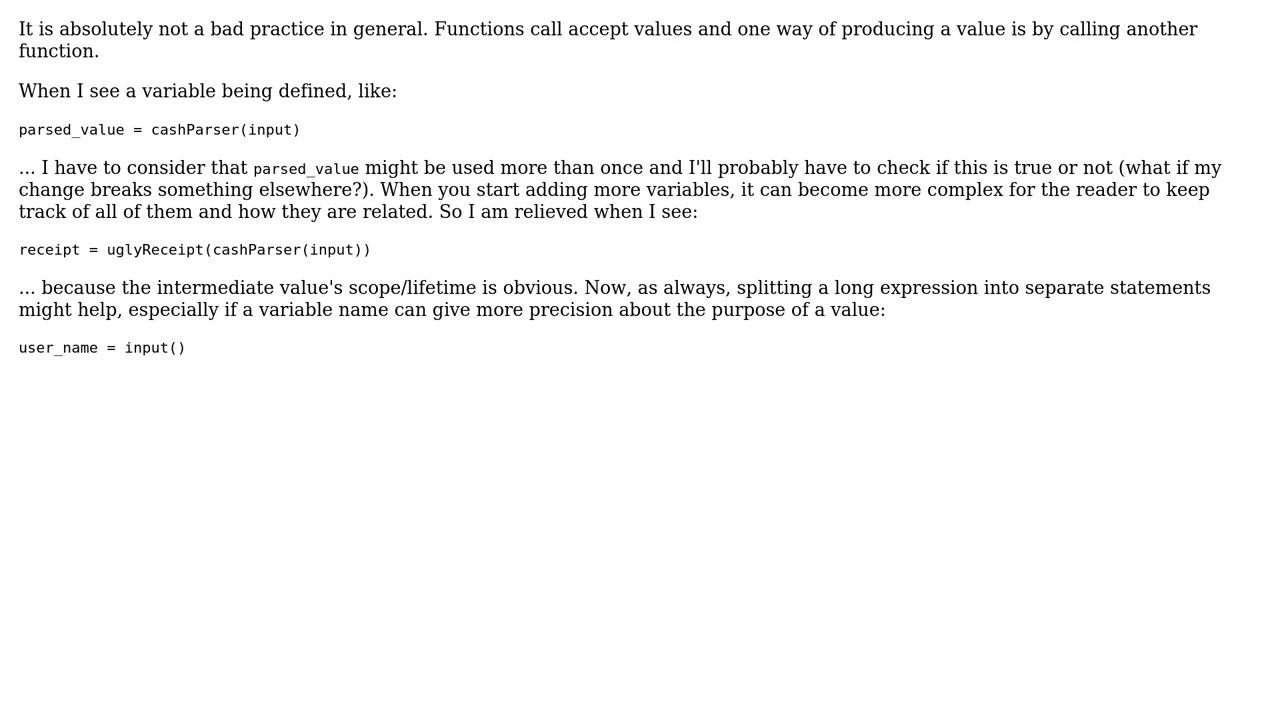 It is absolutely not a bad practice in general. Functions call accept values and one way of producing a value is by calling another
function.
When I see a variable being defined, like:
parsed_value = cashParser(input)
... I have to consider that parsed_value might be used more than once and I'll probably have to check if this is true or not (what if my
change breaks something elsewhere?). When you start adding more variables, it can become more complex for the reader to keep
track of all of them and how they are related. So I am relieved when I see:
receipt = uglyReceipt(cashParser(input))
... because the intermediate value's scope/lifetime is obvious. Now, as always, splitting a long expression into separate statements
might help, especially if a variable name can give more precision about the purpose of a value:
user_name = input()